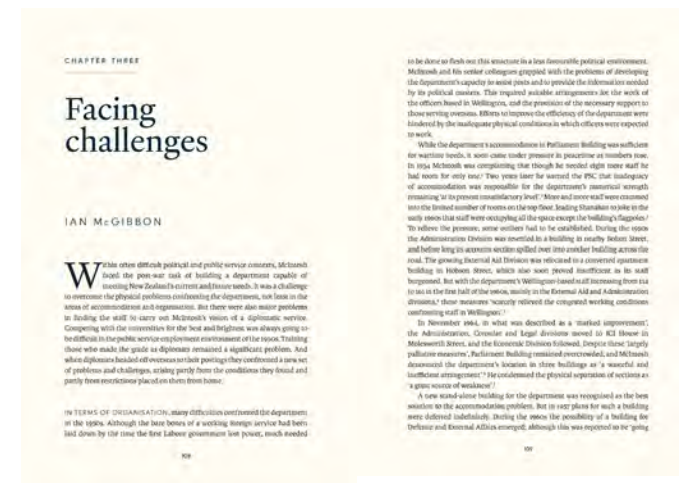 CHAPTER THREE
Facing
challenges
IAN McGIBBON
Within often difficult political and public service contexts, McIntosh
faced the post-war task of building a department capable of
meeting New Zealand's current and future needs. It was a challenge
to overcome the physical problems confronting the department, not least in the
areas of accommodation and organisation. But there were also major problems
in finding the staff to carry out McIntosh's vision of a diplomatic service.
Competing with the universities for the best and brightest was always going to
be difficult in the public service employment environment of the 1950s. Training
those who made the grade as diplomats remained a significant problem. And
when diplomats headed off overseas to their postings they confronted a new set
of problems and challenges, arising partly from the conditions they found and
partly from restrictions placed on them from home.
IN TERMS OF ORGANISATION, many difficulties confronted the department
in the 1950s. Although the bare bones of a working foreign service had been
laid down by the time the first Labour government lost power, much needed
to be done to flesh out this structure in a less favourable political environment.
McIntosh and his senior colleagues grappled with the problems of developing
the department's capacity to assist posts and to provide the information needed
by its political masters. This required suitable arrangements for the work of
the officers based in Wellington, and the provision of the necessary support to
those serving overseas. Efforts to improve the efficiency of the department were
hindered by the inadequate physical conditions in which officers were expected
to work.
While the department's accommodation in Parliament Building was sufficient
for wartime needs, it soon came under pressure in peacetime as numbers rose.
In 1954 McIntosh was complaining that though he needed eight more staff he
had room for only one. Two years later he warned the PSC that inadequacy
of accommodation was responsible for the department's numerical strength
remaining 'at its present unsatisfactory level'. More and more staff were crammed
into the limited number of rooms on the top floor, leading Shanahan to joke in the
early 1960s that staff were occupying all the space except the building's flagpoles.
To relieve the pressure, some outliers had to be established. During the 1950s
the Administration Division was resettled in a building in nearby Bolton Street,
and before long its accounts section spilled over into another building across the
road. The growing External Aid Division was relocated in a converted apartment
building in Hobson Street, which also soon proved insufficient as its staff
burgeoned. But with the department's Wellington-based staff increasing from
to in the first half of the 1960s, mainly in the External Aid and Administration
divisions, these measures 'scarcely relieved the congested working conditions
confronting staff in Wellington'.
In November 1964, in what was described as a 'marked improvement',
the Administration, Consular and Legal divisions moved to ICI House in
Molesworth Street, and the Economic Division followed. Despite these 'largely
palliative measures', Parliament Building remained overcrowded, and McIntosh
denounced the department's location in three buildings as 'a wasteful and
inefficient arrangement'. He condemned the physical separation of sections as
'a great source of weakness'.
A new stand-alone building for the department was recognised as the best
solution to the accommodation problem. But in 1957 plans for such a building
were deferred indefinitely. During the 1960s the possibility of a building for
Defence and External Affairs emerged; although this was reported to be 'going